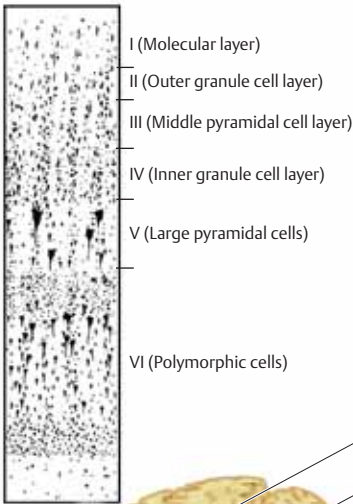 I (Molecular layer)
II (Outer granule cell layer)
III (Middle pyramidal cell layer)
IV (Inner granule cell layer)
V (Large pyramidal cells)
VI (Polymorphic cells)